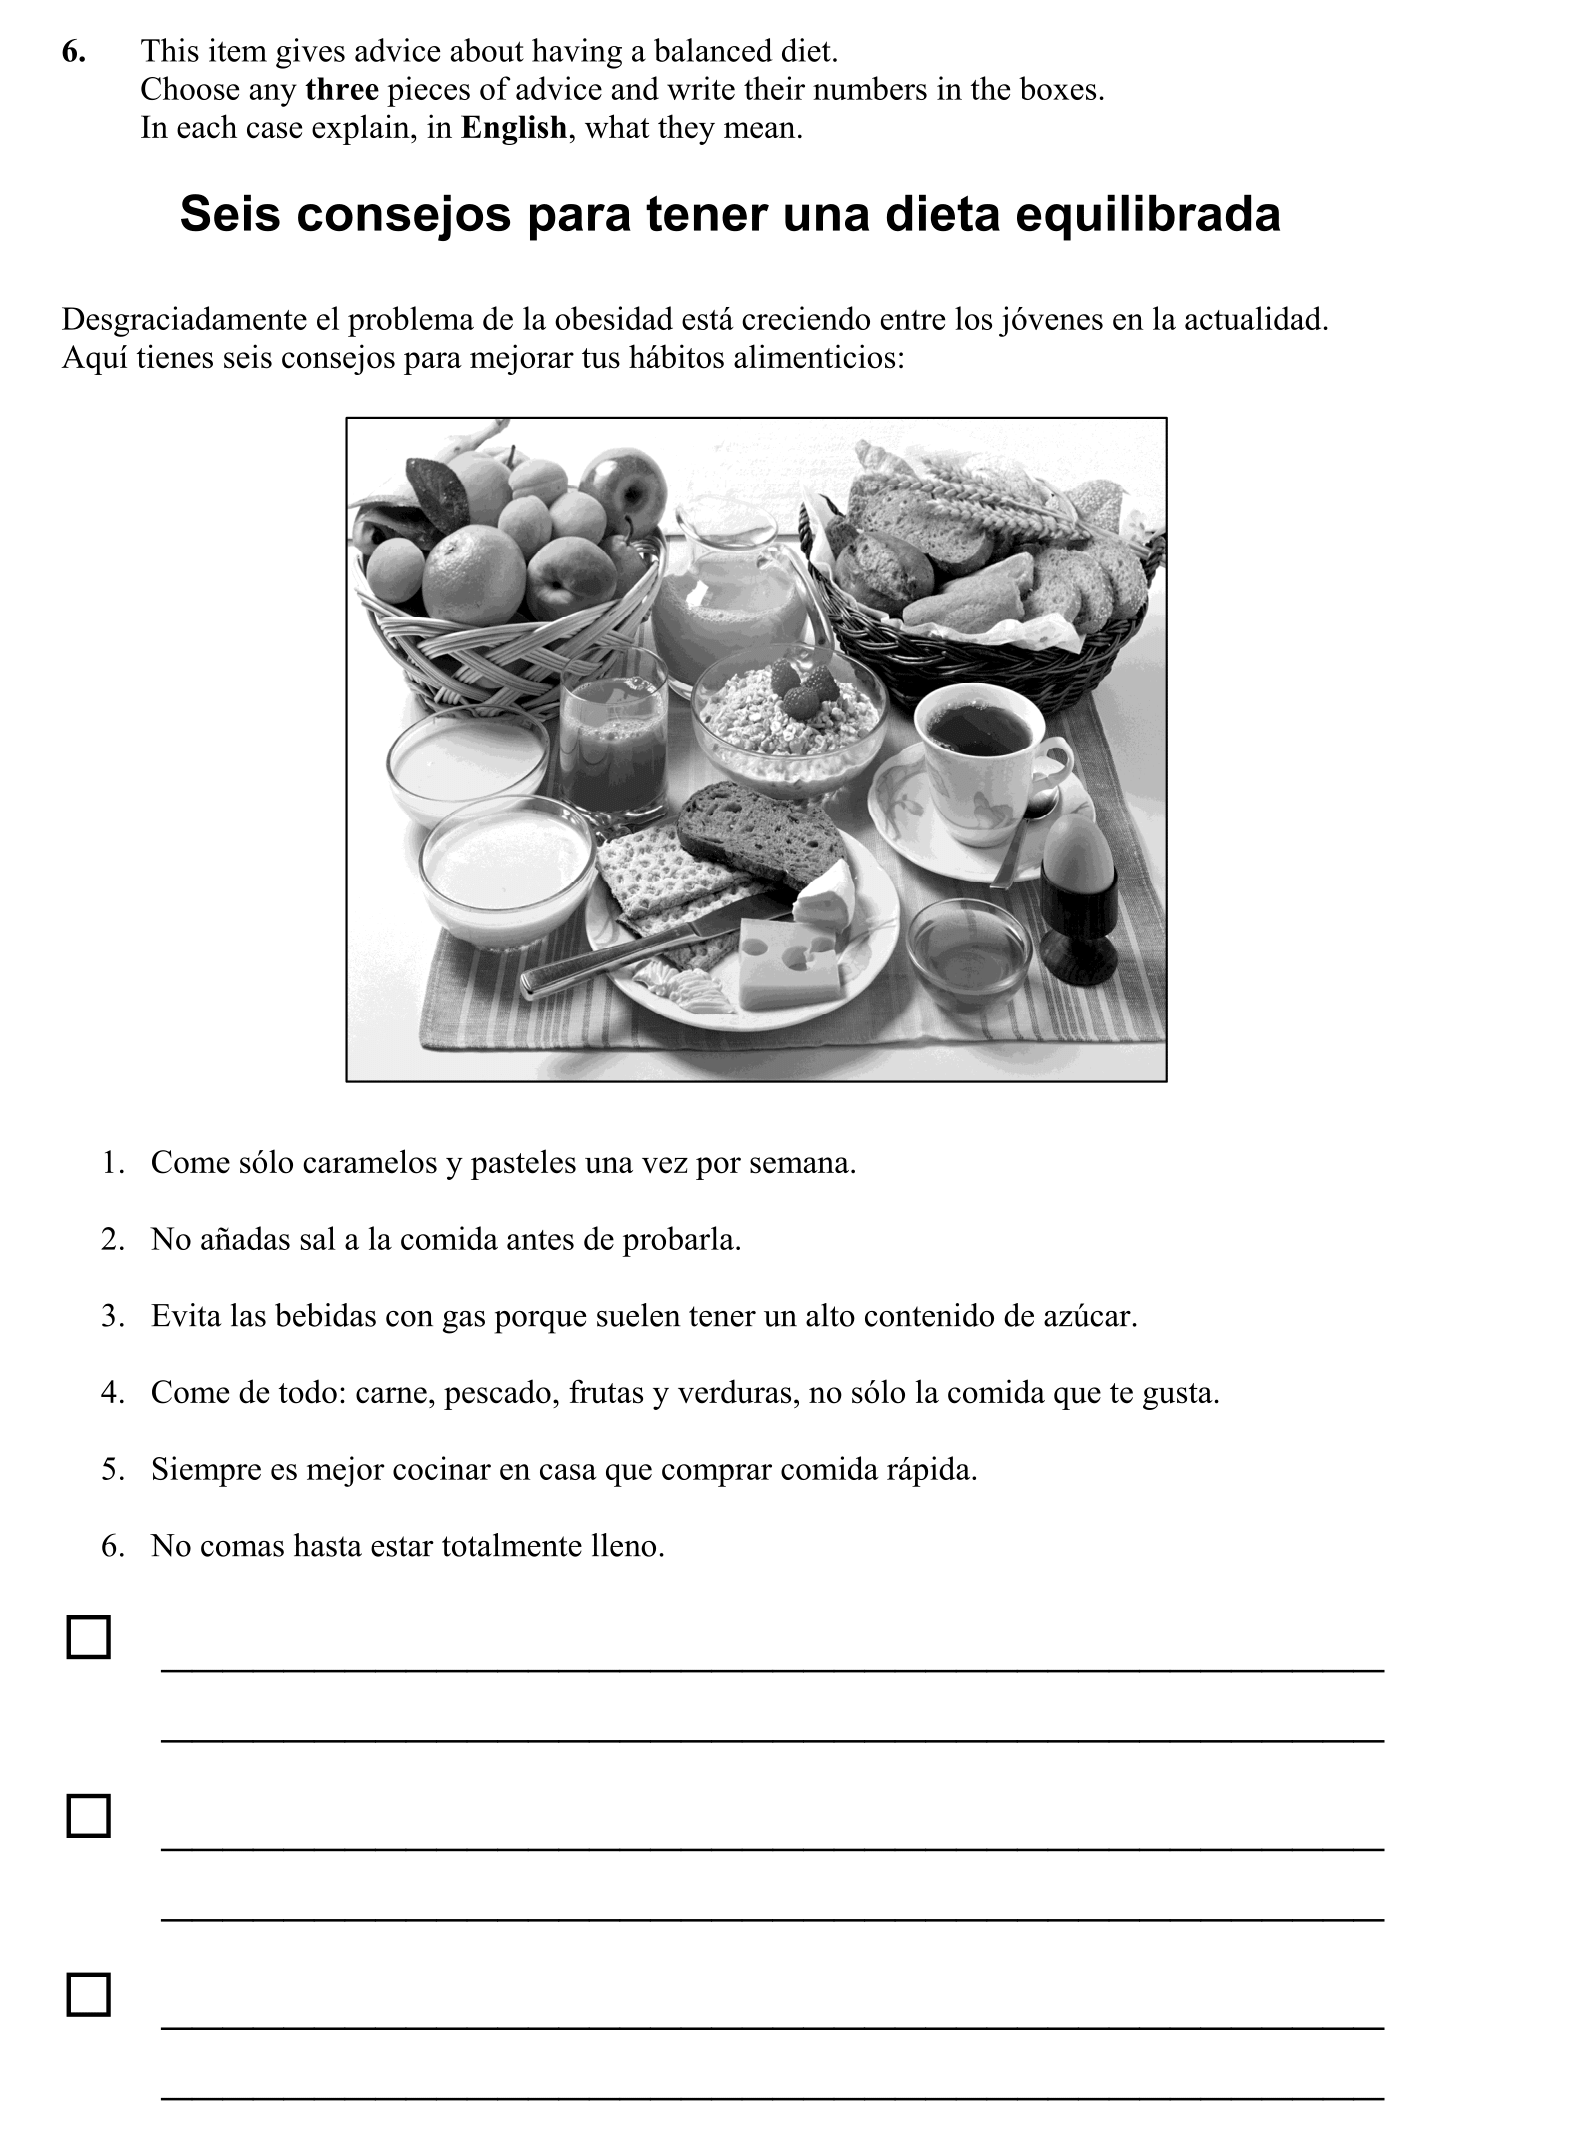 6. This item gives advice about having a balanced diet.
Choose any three pieces of advice and write their numbers in the boxes.
In each case explain, in English, what they mean.
Seis consejos para tener una dieta equilibrada
Desgraciadamente el problema de la obesidad está creciendo entre los jóvenes en la actualidad.
Aquí tienes seis consejos para mejorar tus hábitos alimenticios:
1. Come sólo caramelos y pasteles una vez por semana.
2. No añadas sal a la comida antes de probarla.
3. Evita las bebidas con gas porque suelen tener un alto contenido de azúcar.
4. Come de todo: carne, pescado, frutas y verduras, no sólo la comida que te gusta.
5. Siempre es mejor cocinar en casa que comprar comida rápida.
6. No comas hasta estar totalmente lleno.